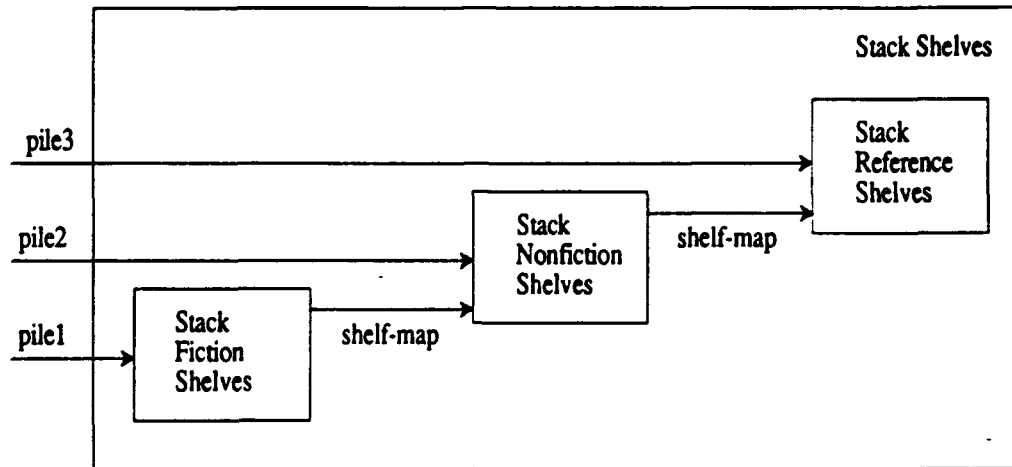 Stack Shelves
pile3
Stack
Reference
Shelves
pile2
Stack
Nonfiction
Shelves
shelf-map
pile1
Stack
Fiction
Shelves
shelf-map